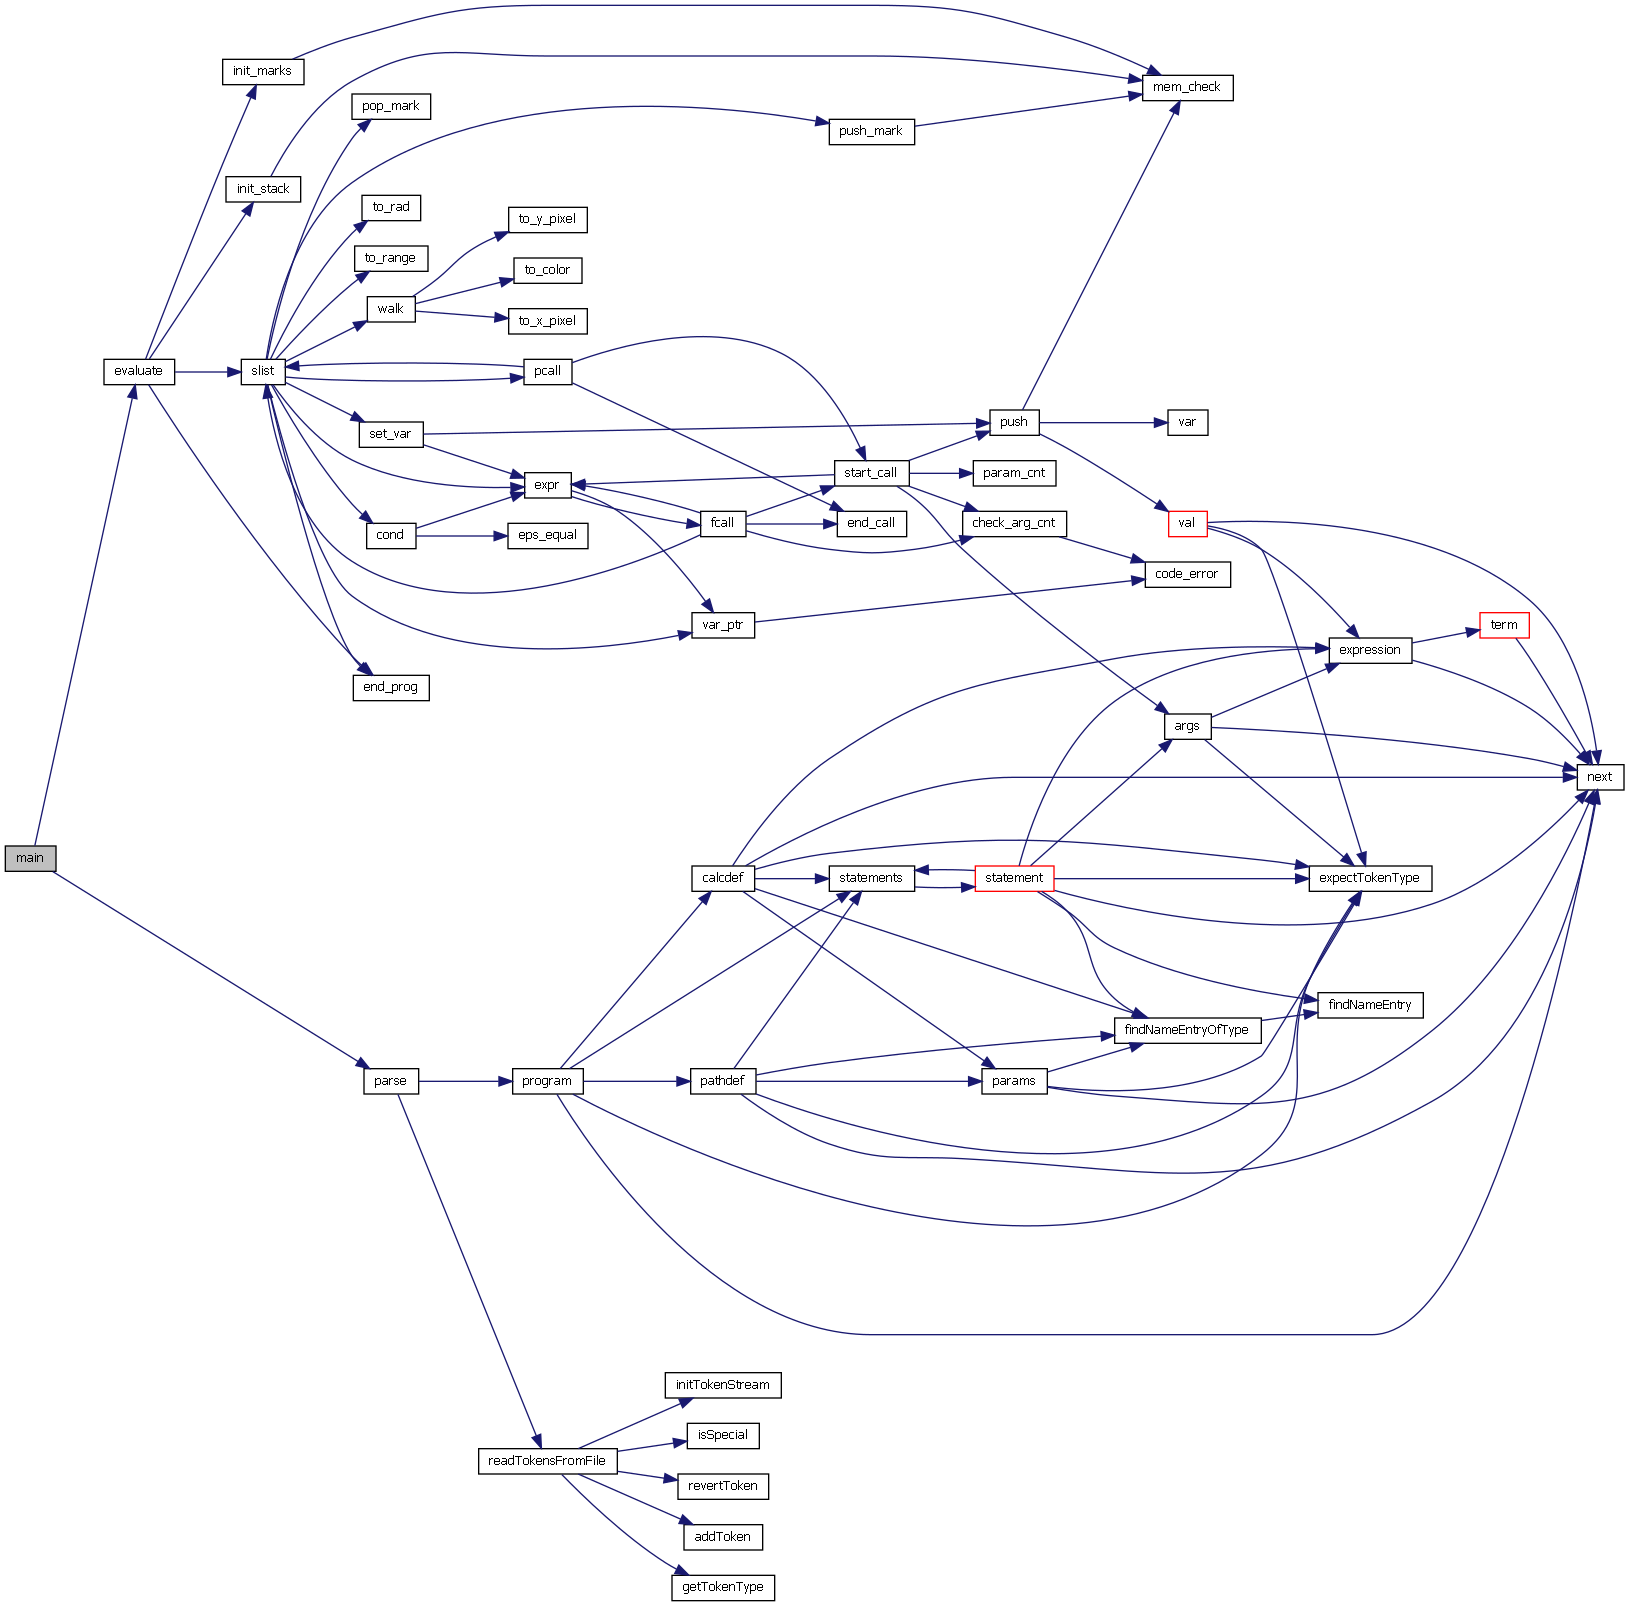 init_marks
mem_check
pop_mark
push_mark
init_stack
to_rad
to_y_pixel
to_range
to_color
walk
to_x_pixel
evaluate
slist
pcall
set_var
push
var
start_call
param_cnt
expr
fcall
end_call
check_arg_cnt
val
cond
eps_equal
code_error
var_ptr
term
expression
end_prog
args
next
main
calcdef
statements
statement
expectTokenType
findNameEntry
findNameEntryOfType
parse
program
pathdef
params
initTokenStream
isSpecial
readTokensFromFile
revertToken
addToken
getTokenType